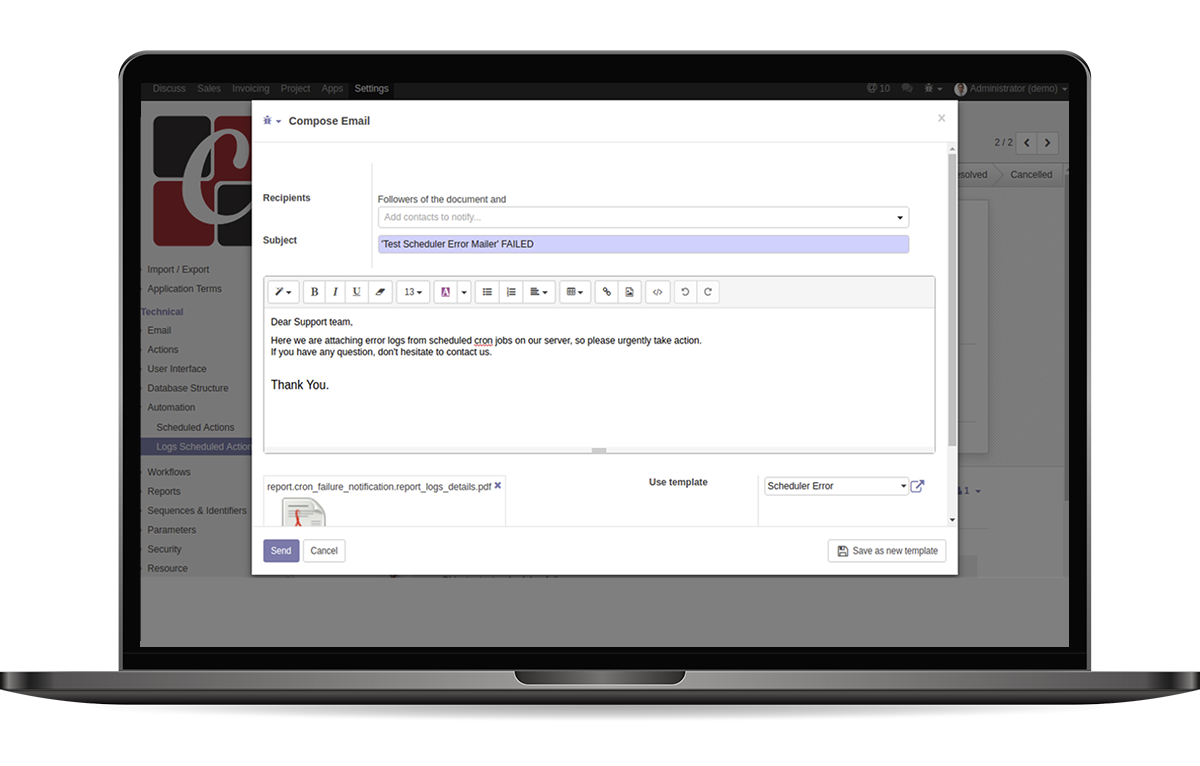 Discuss Sales Invoicing Project Apps Settings 10 Administrator (demo)
Compose Email ×
2 / 2
Cancelled
Recipients
Followers of the document and
Add contacts to notify...
Subject
'Test Scheduler Error Mailer' FAILED
B I U 13 A
Dear Support team,
Here we are attaching error logs from scheduled cron jobs on our server, so please urgently take action.
If you have any question, don't hesitate to contact us.
Thank You.
report.cron_failure_notification.report_logs_details.pdf
Use template
Scheduler Error
Send Cancel Save as new template
C
Import / Export
Application Terms
Technical
Email
Actions
User Interface
Database Structure
Automation
Scheduled Actions
Logs Scheduled Action
Workflows
Reports
Sequences & Identifiers
Parameters
Security
Resource
1